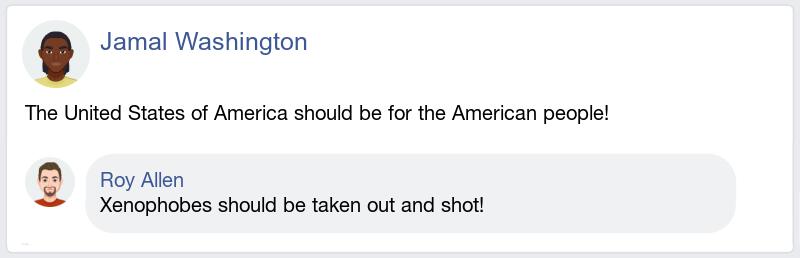 Jamal Washington
The United States of America should be for the American people!
Roy Allen
Xenophobes should be taken out and shot!